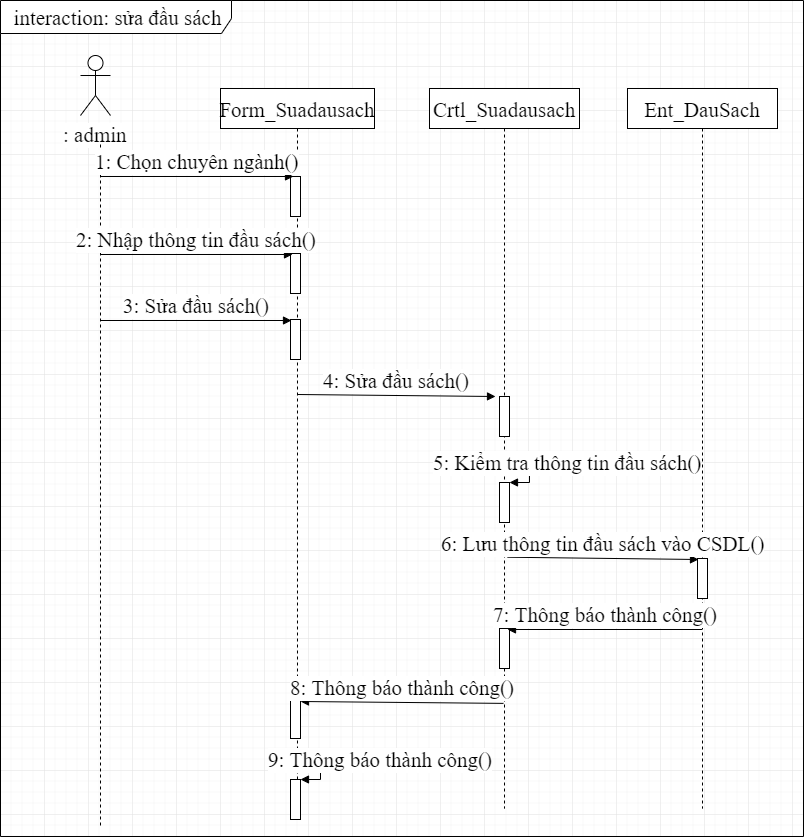 interaction: sửa đầu sách
Form_Suadausach
Crtl_Suadausach
Ent_DauSach
: admin
1: Chọn chuyên ngành()
2: Nhập thông tin đầu sách()
3: Sửa đầu sách()
4: Sửa đầu sách()
5: Kiểm tra thông tin đầu sách()
6: Lưu thông tin đầu sách vào CSDL()
7: Thông báo thành công()
8: Thông báo thành công()
9: Thông báo thành công()